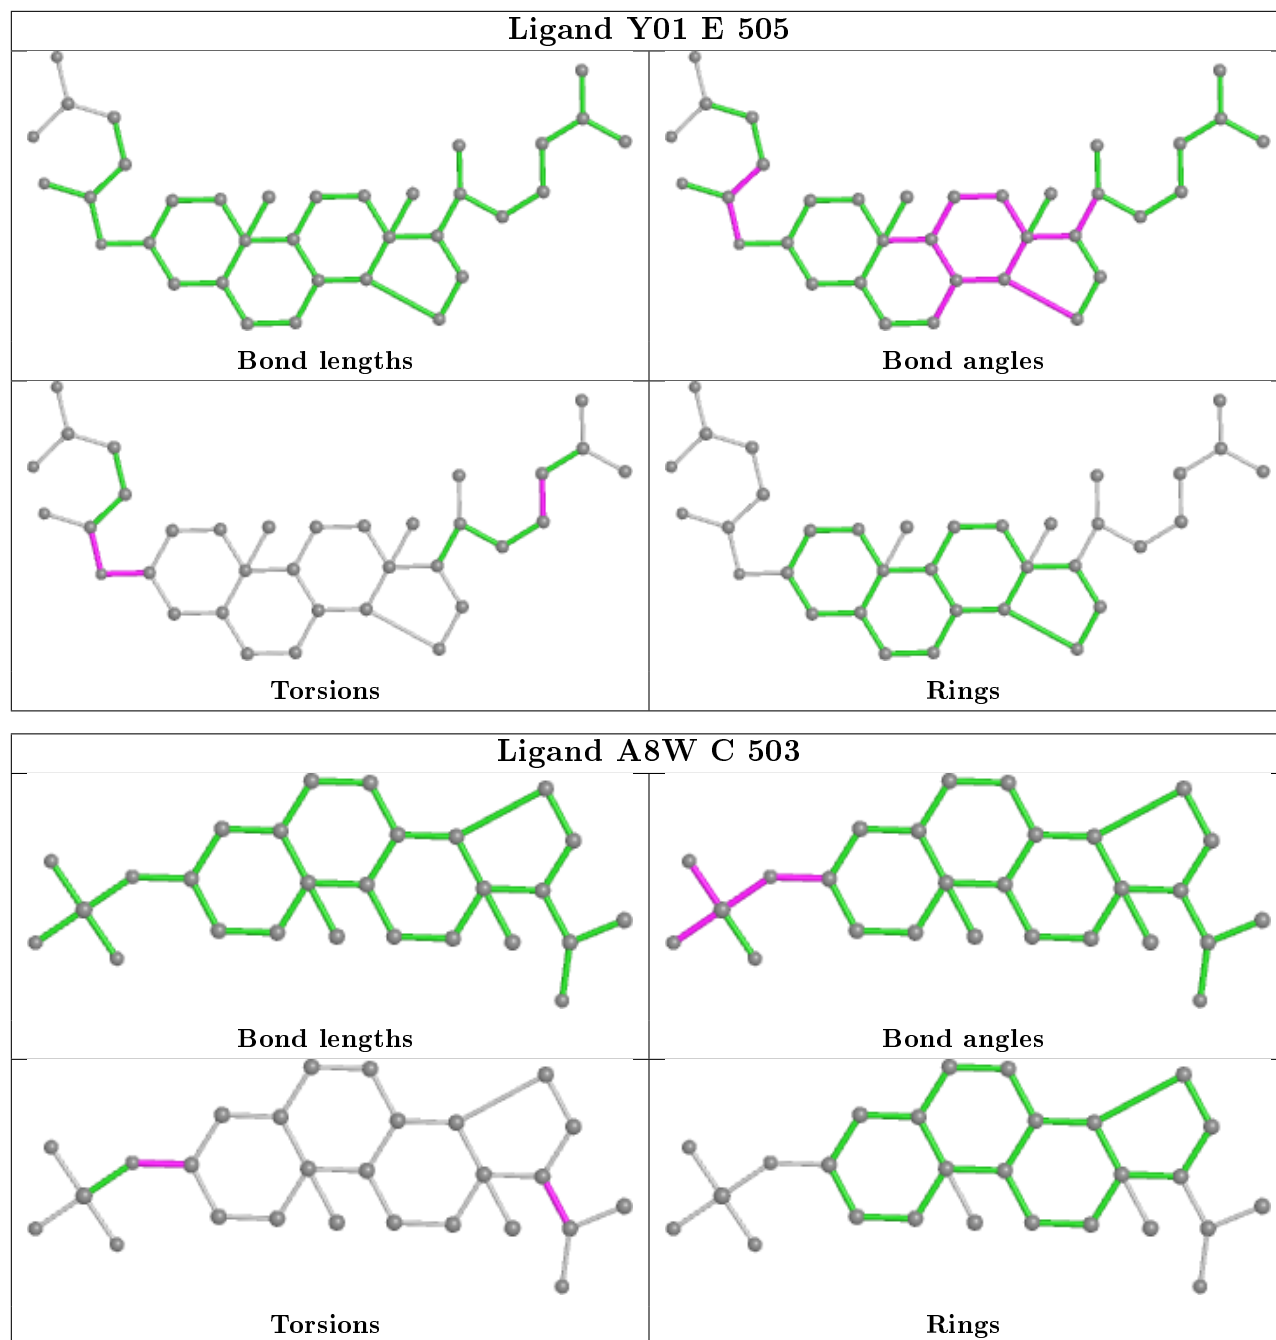 Ligand Y01 E 505
Bond lengths
Bond angles
Torsions
Rings
Ligand A8W C 503
Bond lengths
Bond angles
Torsions
Rings